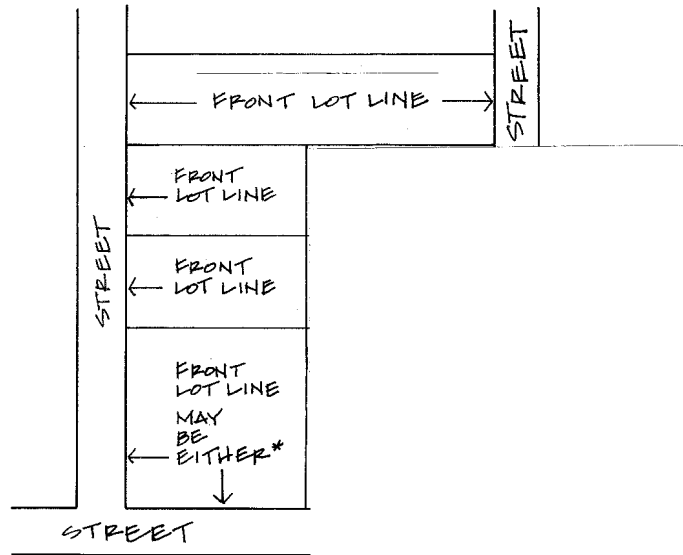 STREET
FRONT LOT LINE
FRONT
LOT LINE
STREET
FRONT
LOT LINE
FRONT
LOT LINE
MAY
BE
EITHER*
STREET